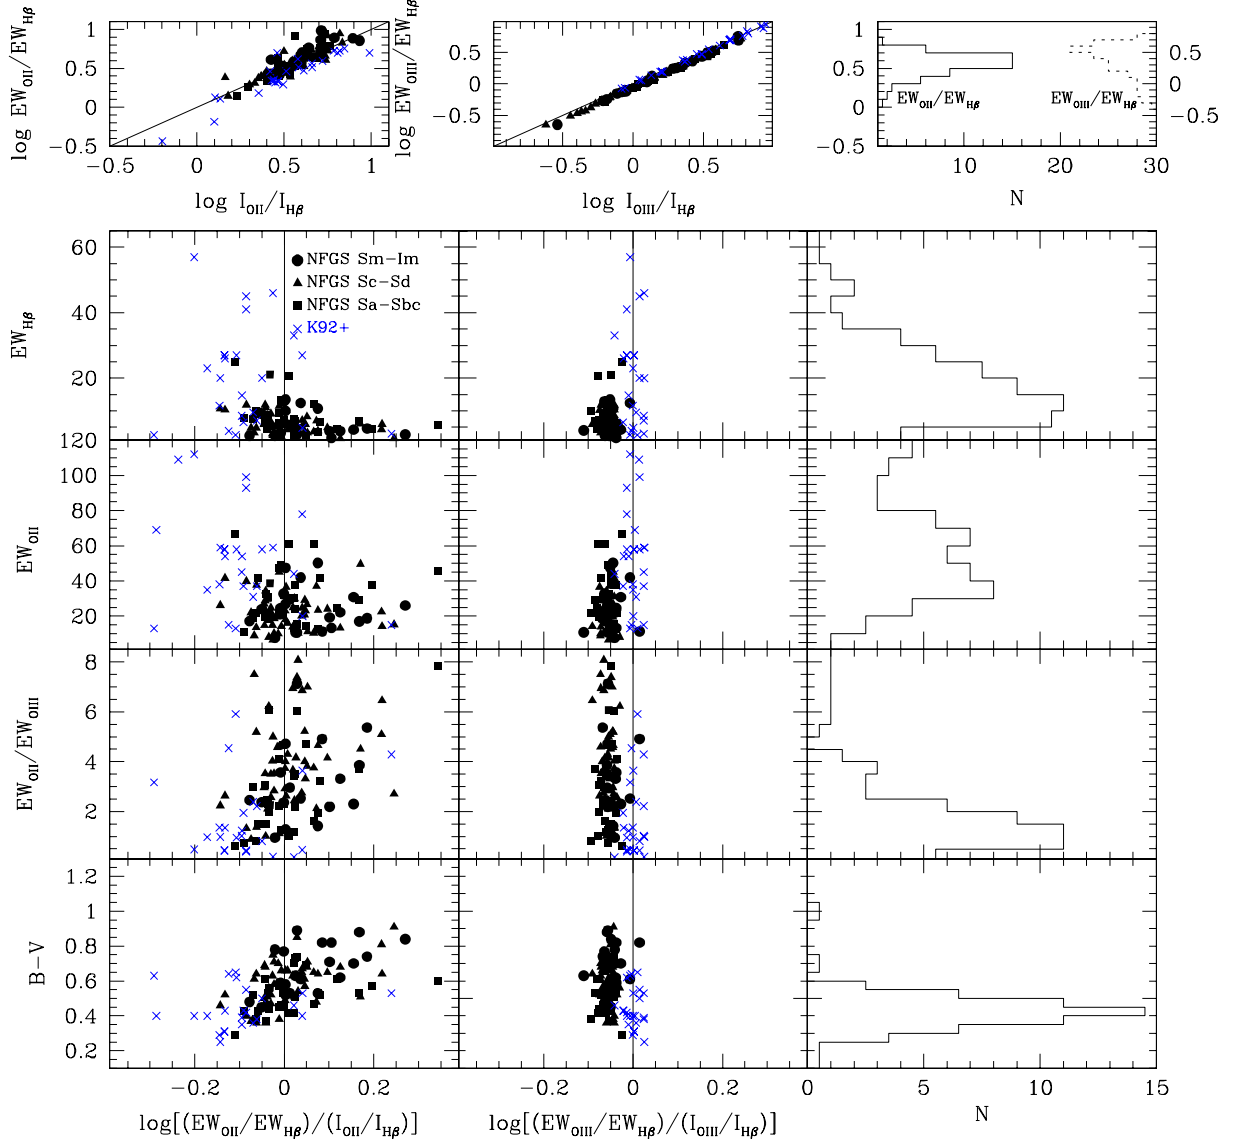 log EW_OII/EW_Hβ
1
0.5
0
−0.5
−0.5
0
0.5
1
log I_OII/I_Hβ
log EW_OIII/EW_Hβ
0.5
0
−0.5
−0.5
0
0.5
log I_OIII/I_Hβ
1
0.5
0
−0.5
EW_OII/EW_Hβ
EW_OIII/EW_Hβ
0.5
0
−0.5
10
20
30
N
EW_Hβ
60
40
20
NFGS Sm−Im
NFGS Sc−Sd
NFGS Sa−Sbc
K92+
EW_OII
120
100
80
60
40
20
EW_OII/EW_OIII
8
6
4
2
B−V
1.2
1
0.8
0.6
0.4
0.2
−0.2
0
0.2
log[(EW_OII/EW_Hβ)/(I_OII/I_Hβ)]
−0.2
0
0.2
log[(EW_OIII/EW_Hβ)/(I_OIII/I_Hβ)]
0
5
10
15
N